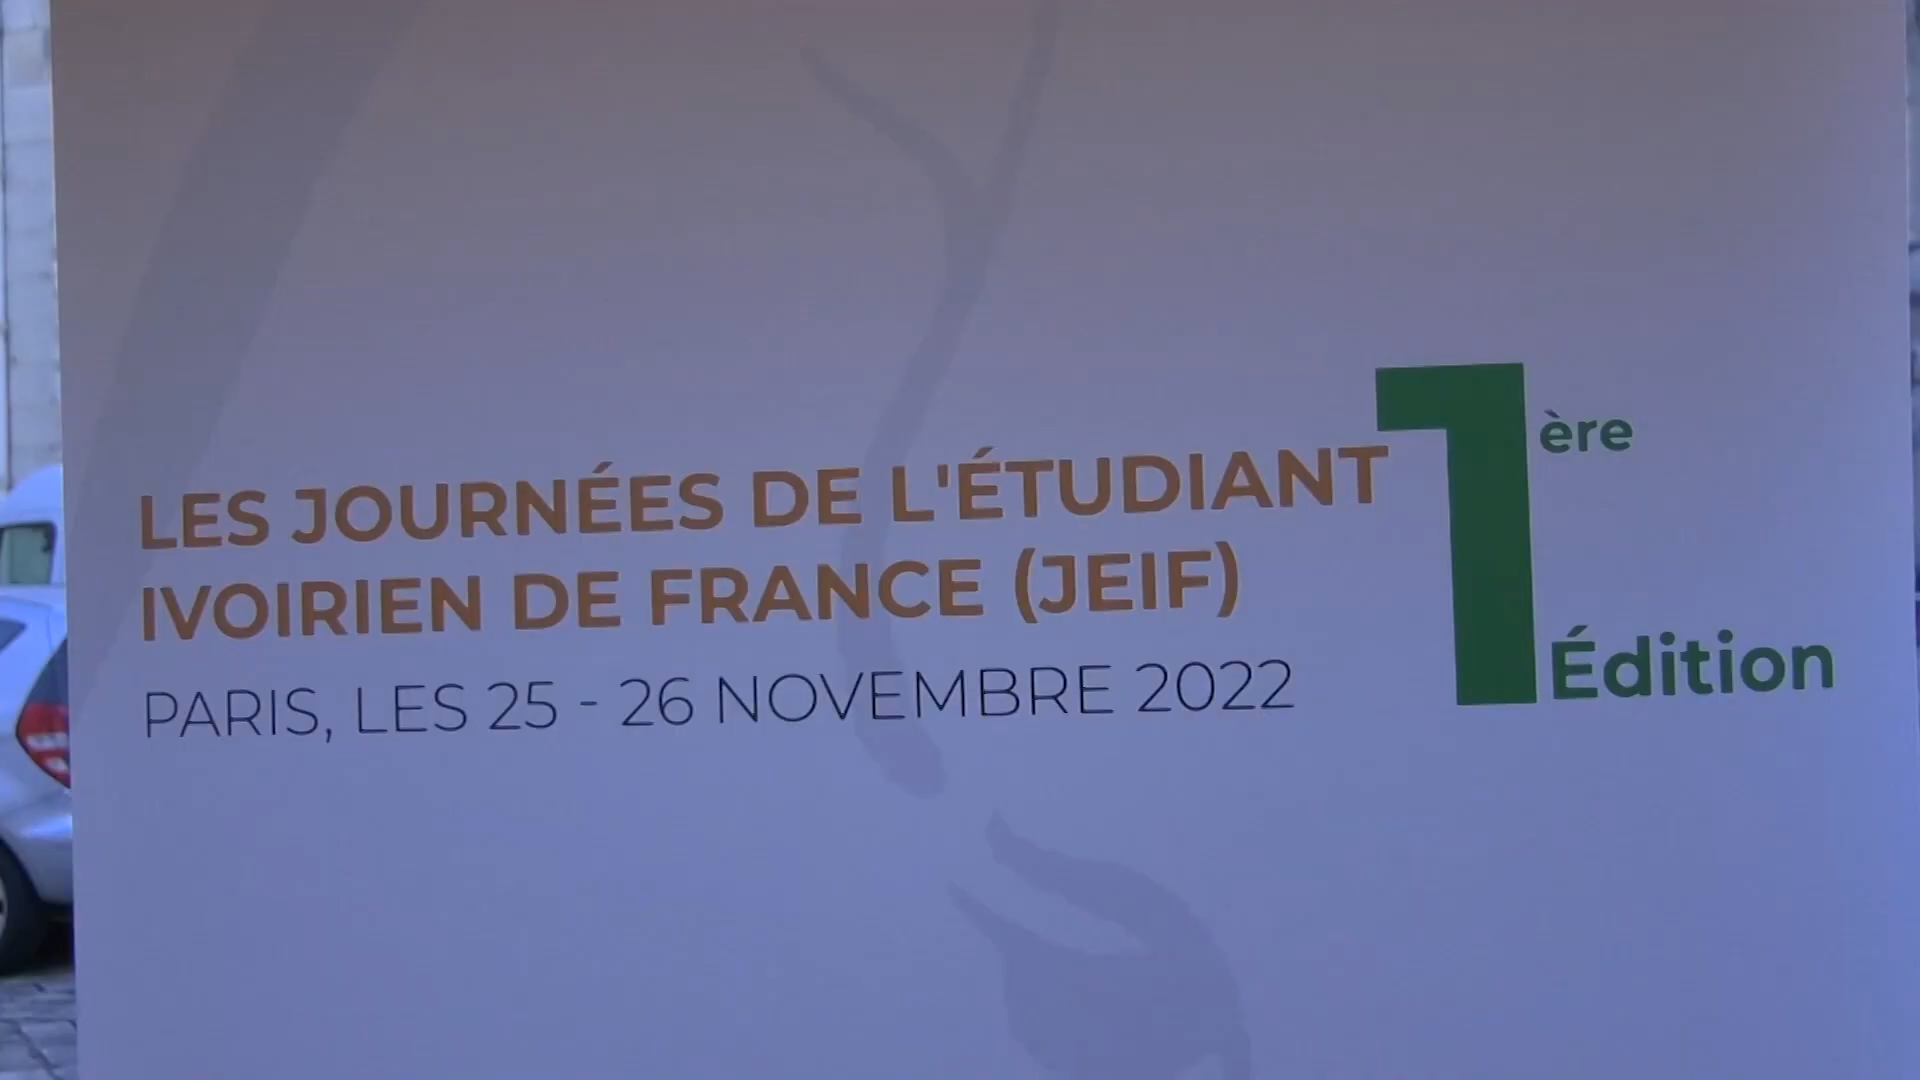 LES JOURNÉES DE L'ÉTUDIANT
IVOIRIEN DE FRANCE (JEIF)
PARIS, LES 25 - 26 NOVEMBRE 2022
1ère
Édition